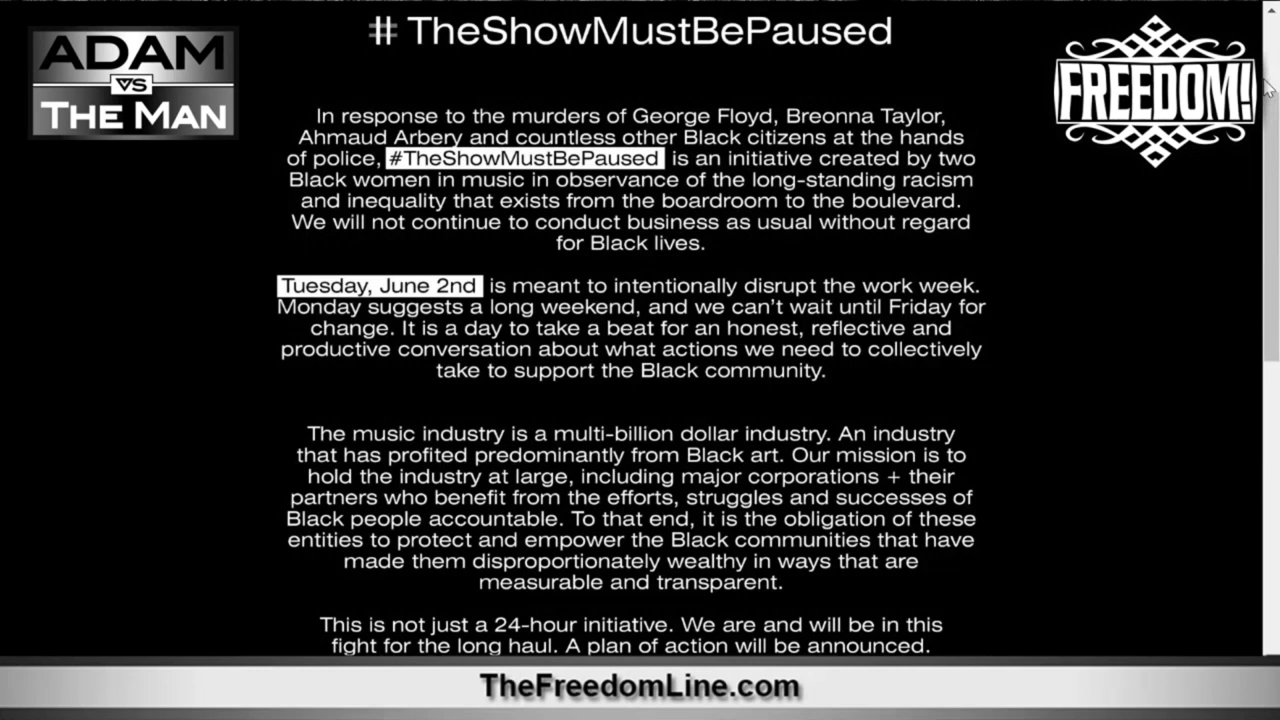 # TheShowMustBePaused
ADAM
VS
THE MAN
FREEDOM!
In response to the murders of George Floyd, Breonna Taylor,
Ahmaud Arbery and countless other Black citizens at the hands
of police, #TheShowMustBePaused is an initiative created by two
Black women in music in observance of the long-standing racism
and inequality that exists from the boardroom to the boulevard.
We will not continue to conduct business as usual without regard
for Black lives.
Tuesday, June 2nd is meant to intentionally disrupt the work week.
Monday suggests a long weekend, and we can't wait until Friday for
change. It is a day to take a beat for an honest, reflective and
productive conversation about what actions we need to collectively
take to support the Black community.
The music industry is a multi-billion dollar industry. An industry
that has profited predominantly from Black art. Our mission is to
hold the industry at large, including major corporations + their
partners who benefit from the efforts, struggles and successes of
Black people accountable. To that end, it is the obligation of these
entities to protect and empower the Black communities that have
made them disproportionately wealthy in ways that are
measurable and transparent.
This is not just a 24-hour initiative. We are and will be in this
fight for the long haul. A plan of action will be announced.
TheFreedomLine.com